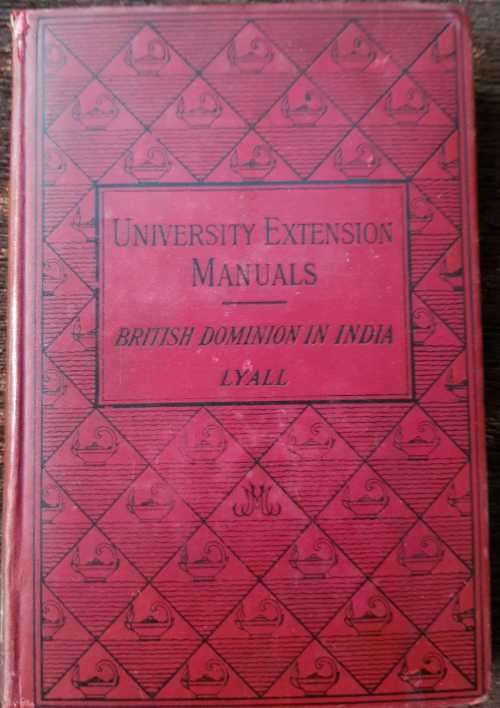 UNIVERSITY EXTENSION
MANUALS
BRITISH DOMINION IN INDIA
LYALL